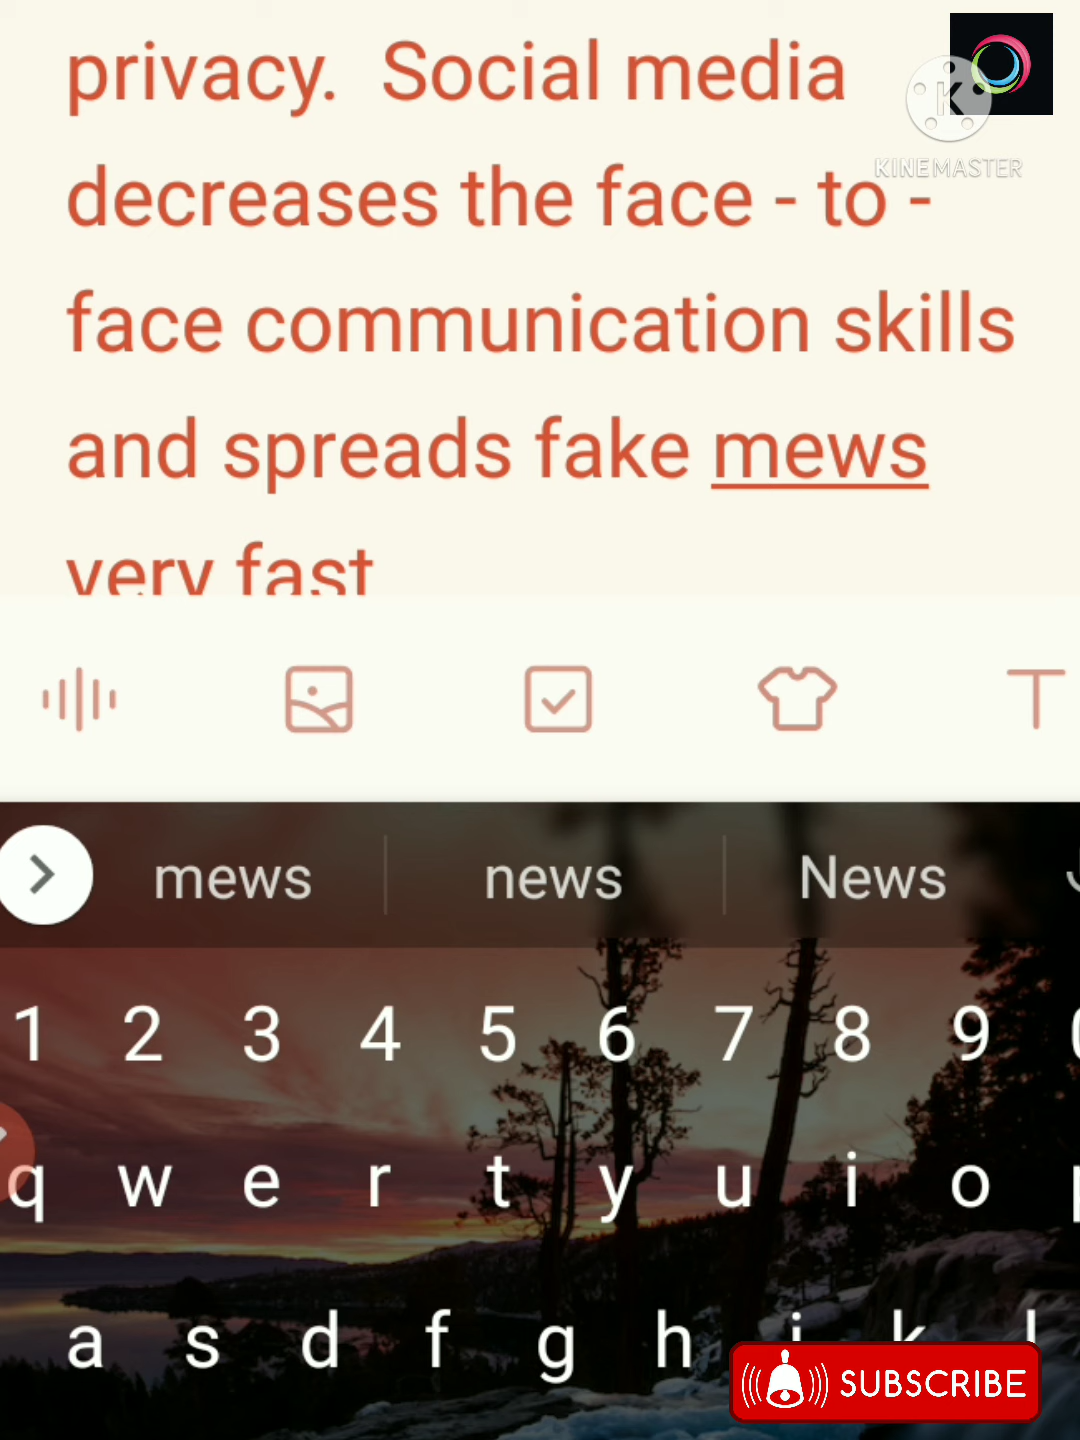 privacy. Social media
KINEMASTER
decreases the face - to -
face communication skills
and spreads fake mews
very fast
mews news News
1 2 3 4 5 6 7 8 9
q w e r t y u i o p
a s d f g h j k l
SUBSCRIBE